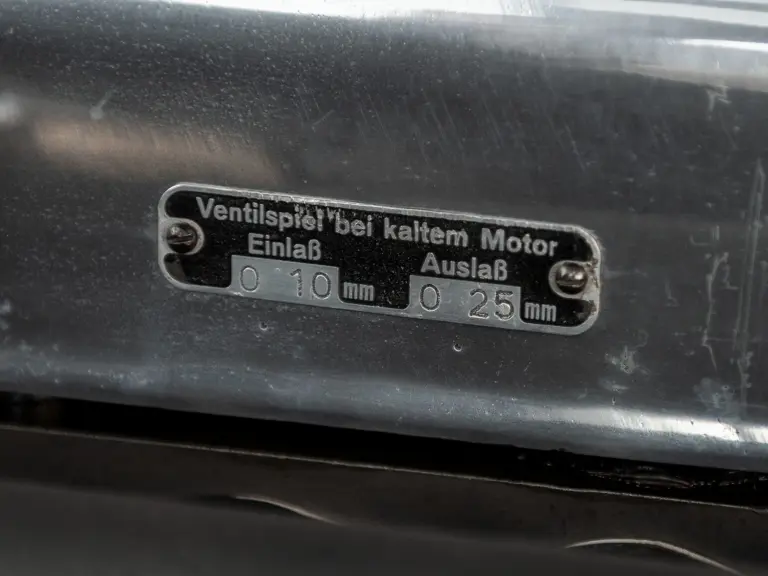 Ventilspiel bei kaltem Motor
Einlaß Auslaß
0 10 mm 0 25 mm